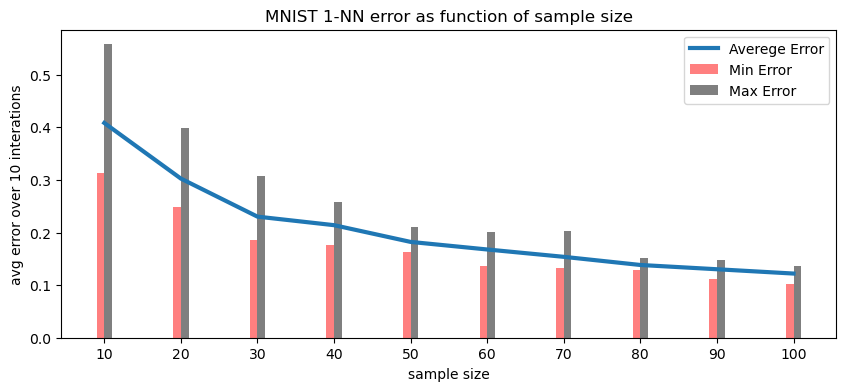 MNIST 1-NN error as function of sample size
avg error over 10 interations
0.5
0.4
0.3
0.2
0.1
0.0
Averege Error
Min Error
Max Error
10 20 30 40 50 60 70 80 90 100
sample size